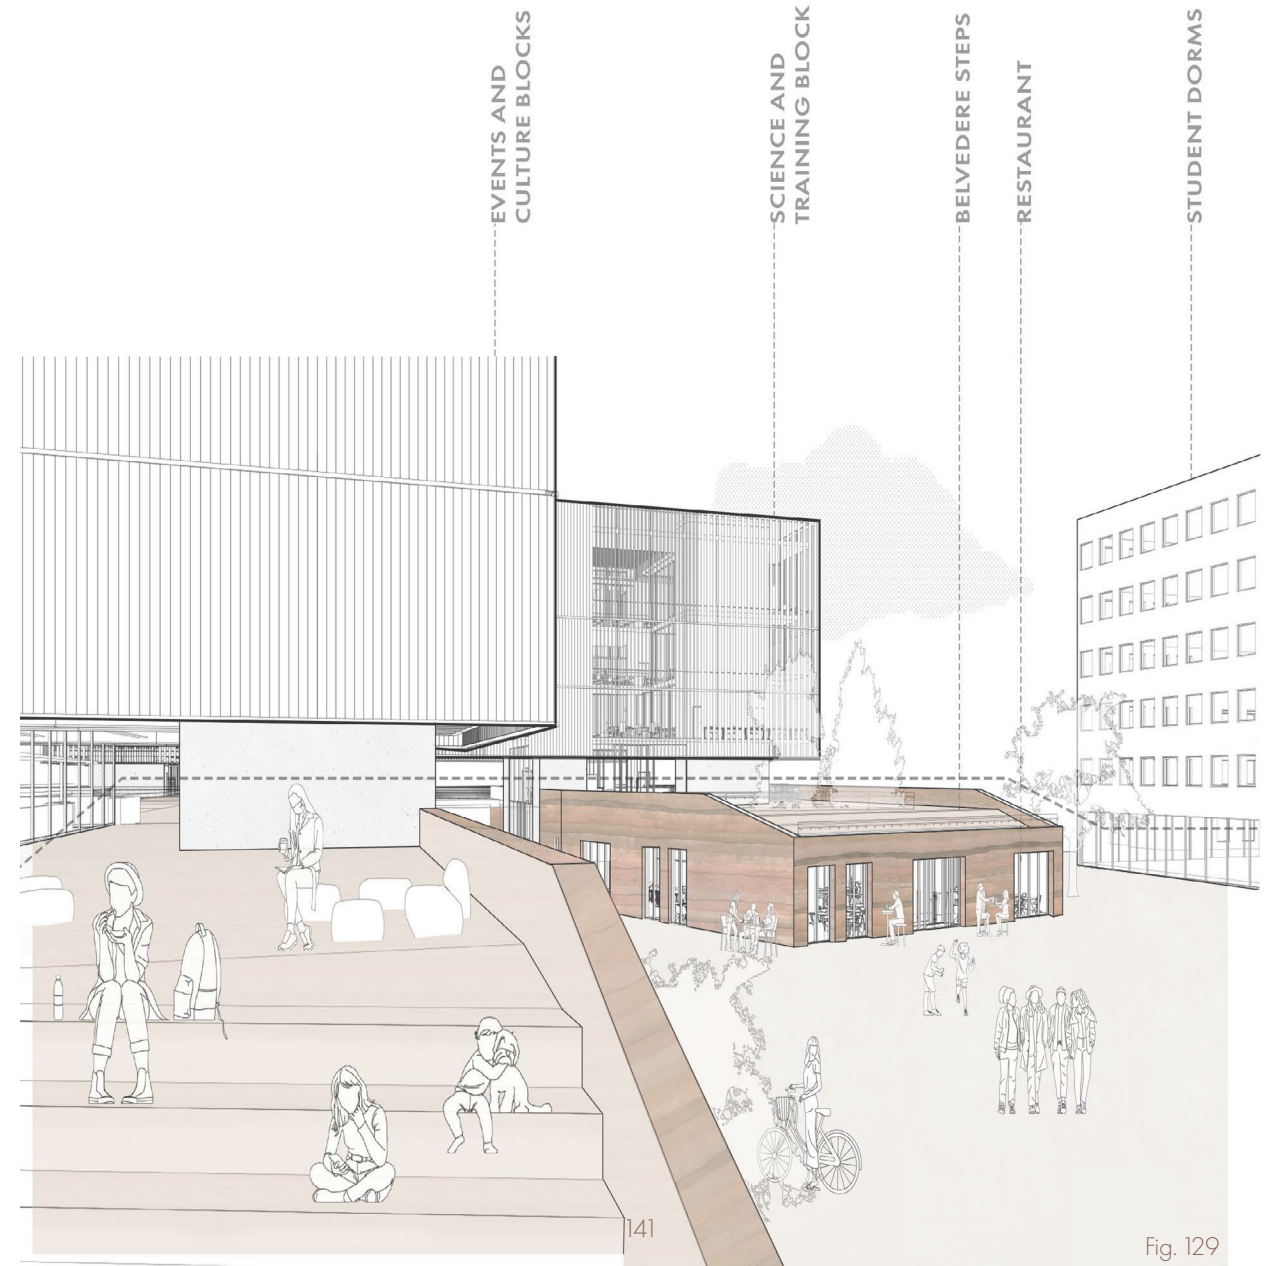 EVENTS AND
CULTURE BLOCKS
SCIENCE AND
TRAINING BLOCK
BELVEDERE STEPS
RESTAURANT
STUDENT DORMS
141
Fig. 129